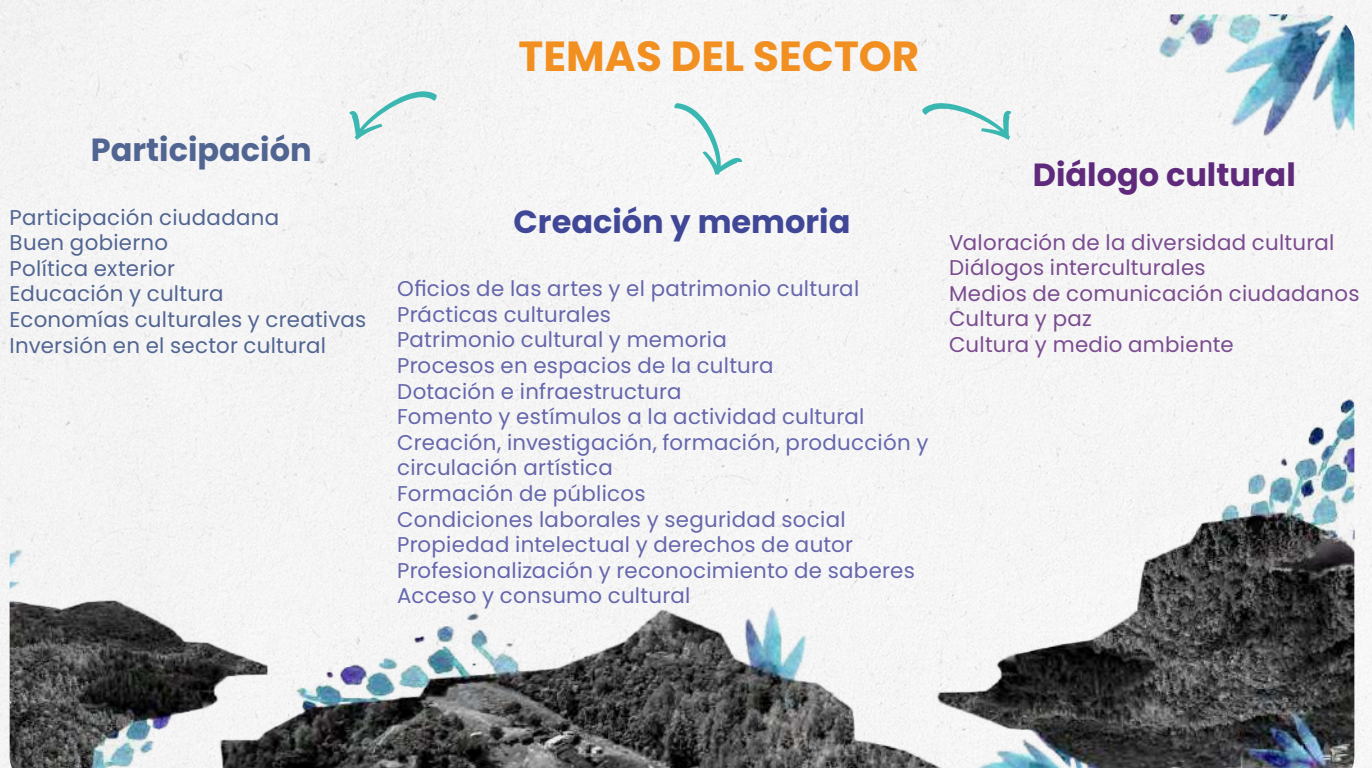 TEMAS DEL SECTOR
Participación
Participación ciudadana
Buen gobierno
Política exterior
Educación y cultura
Economías culturales y creativas
Inversión en el sector cultural
Creación y memoria
Oficios de las artes y el patrimonio cultural
Prácticas culturales
Patrimonio cultural y memoria
Procesos en espacios de la cultura
Dotación e infraestructura
Fomento y estímulos a la actividad cultural
Creación, investigación, formación, producción y
circulación artística
Formación de públicos
Condiciones laborales y seguridad social
Propiedad intelectual y derechos de autor
Profesionalización y reconocimiento de saberes
Acceso y consumo cultural
Diálogo cultural
Valoración de la diversidad cultural
Diálogos interculturales
Medios de comunicación ciudadanos
Cultura y paz
Cultura y medio ambiente